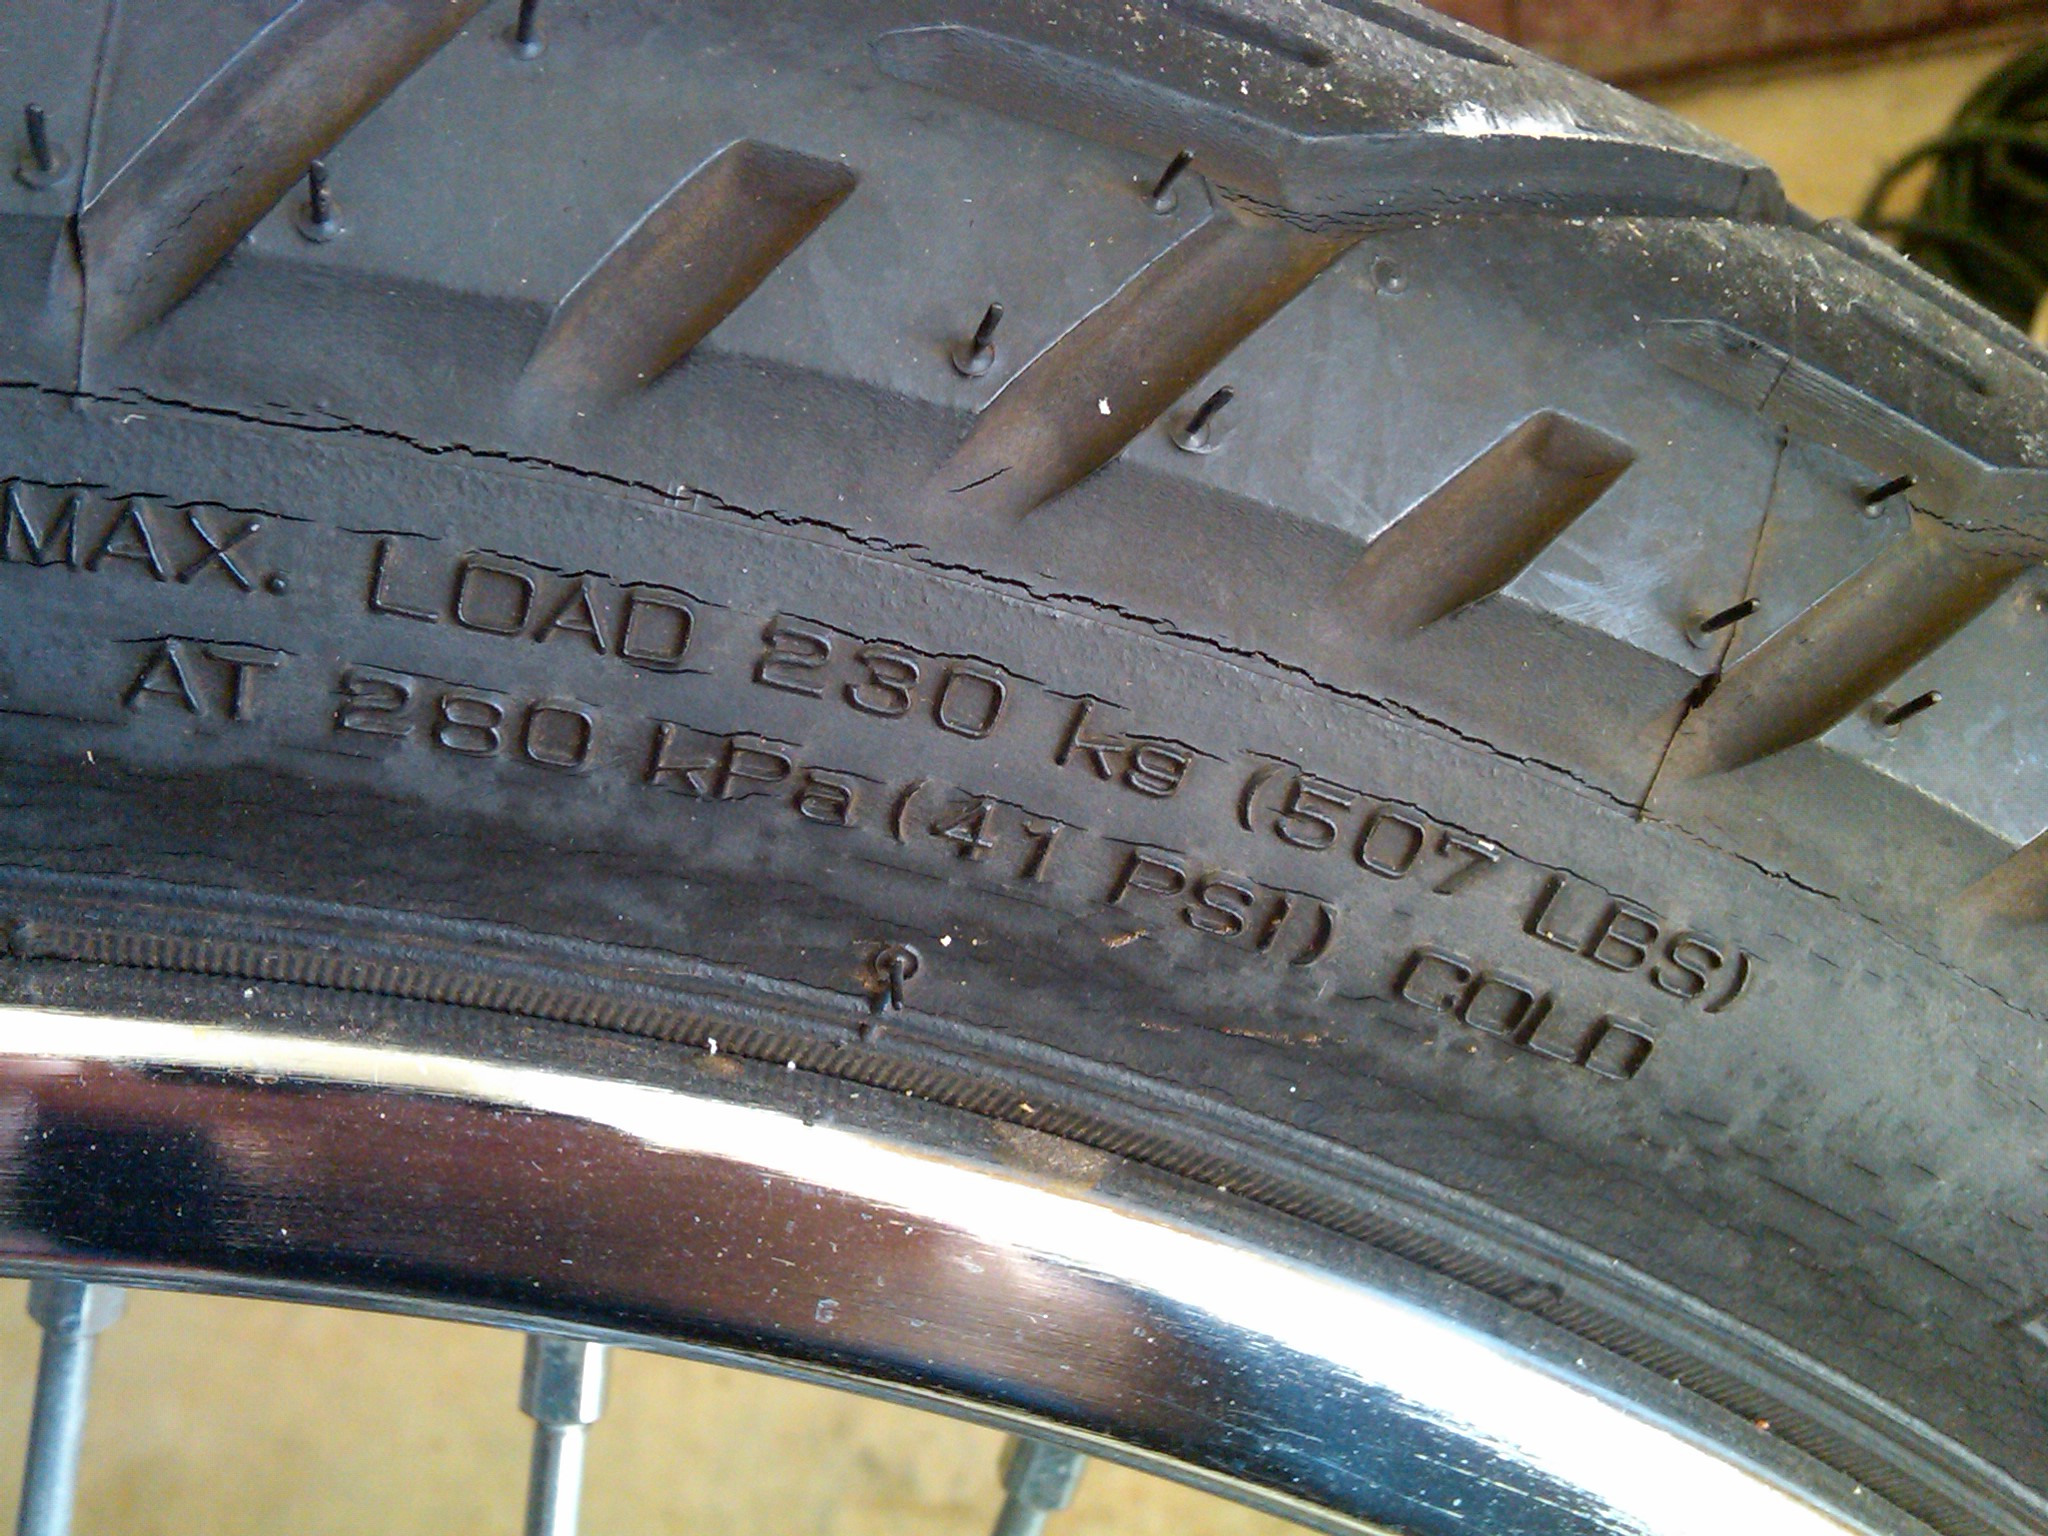 MAX. LOAD 230 kg (507 LBS)
AT 280 kPa (41 PSI) COLD